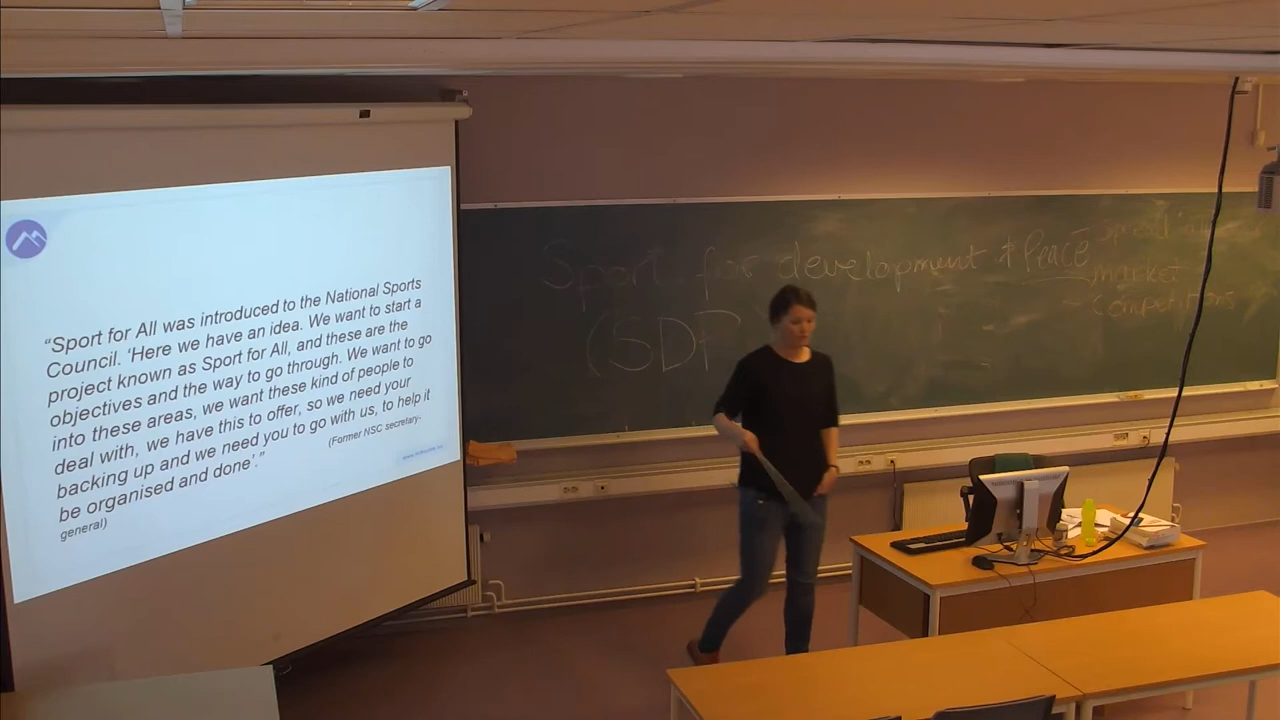 “Sport for All was introduced to the National Sports
Council. ‘Here we have an idea. We want to start a
project known as Sport for All, and these are the
objectives and the way to go through. We want to go
into these areas, we want these kind of people to
deal with, we have this to offer, so we need your
backing up and we need you to go with us, to help it
be organised and done’.” (Former NSC secretary-
general)
Sport for development + Peace
(SDP
market
- Competitions